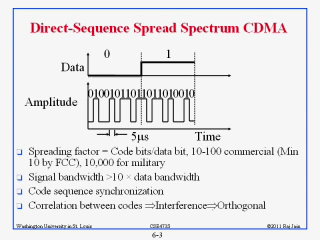 Direct-Sequence Spread Spectrum CDMA
0 1
Data
01001011011011010010
Amplitude
5µs Time
Spreading factor = Code bits/data bit, 10-100 commercial (Min
10 by FCC), 10,000 for military
Signal bandwidth >10 × data bandwidth
Code sequence synchronization
Correlation between codes ⇒Interference⇒Orthogonal
Washington University in St. Louis CSE473S ©2011 Raj Jain
6-3